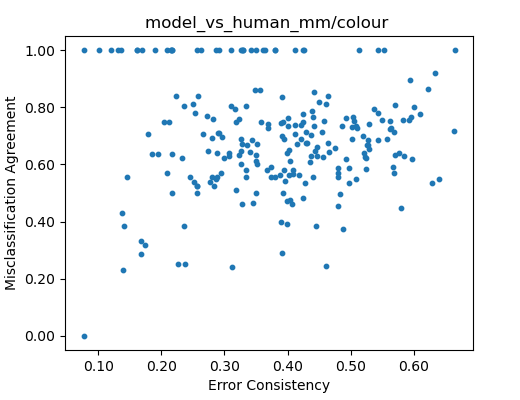 model_vs_human_mm/colour
1.00
0.80
0.60
0.40
0.20
0.00
Misclassification Agreement
0.10 0.20 0.30 0.40 0.50 0.60
Error Consistency